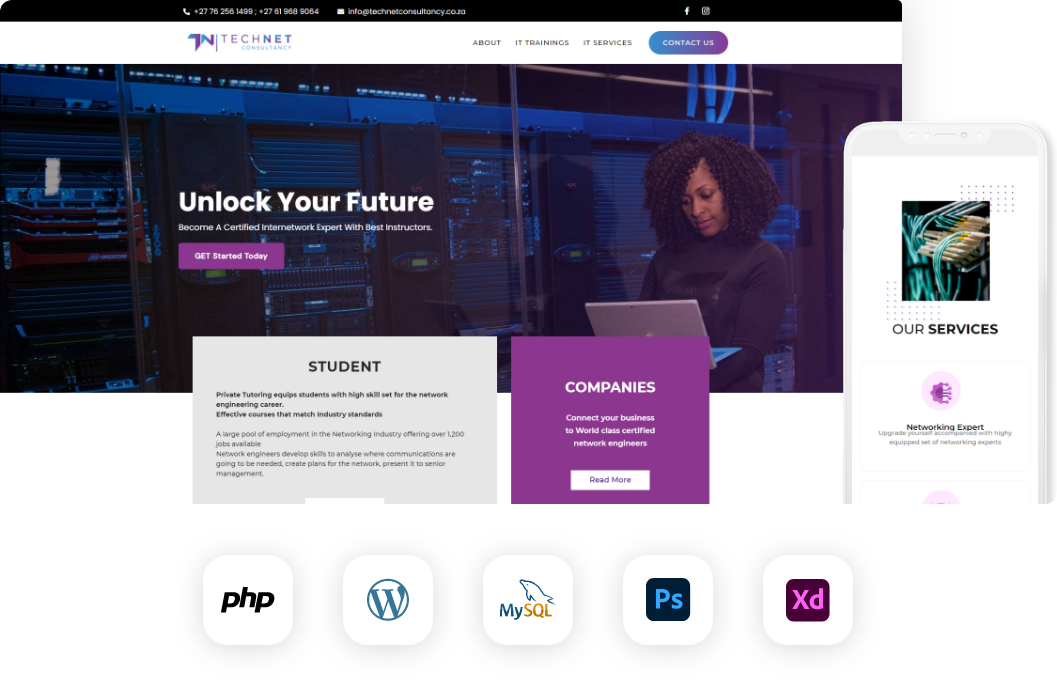 +27 76 256 1499 ; +27 61 968 9064 info@technetconsultancy.co.za
TN TECHNET
CONSULTANCY
ABOUT IT TRAININGS IT SERVICES CONTACT US
Unlock Your Future
Become A Certified Internetwork Expert With Best Instructors.
GET Started Today
STUDENT
Private Tutoring equips students with high skill set for the network
engineering career.
Effective courses that match Industry standards
A large pool of employment in the Networking Industry offering over 1,200
jobs available
Network engineers develop skills to analyse where communications are
going to be needed, create plans for the network, present it to senior
management.
COMPANIES
Connect your business
to World class certified
network engineers
Read More
OUR SERVICES
Networking Expert
Upgrade yourself accompanied with highy
equipped set of networking experts
php
W
MySQL
Ps
Xd